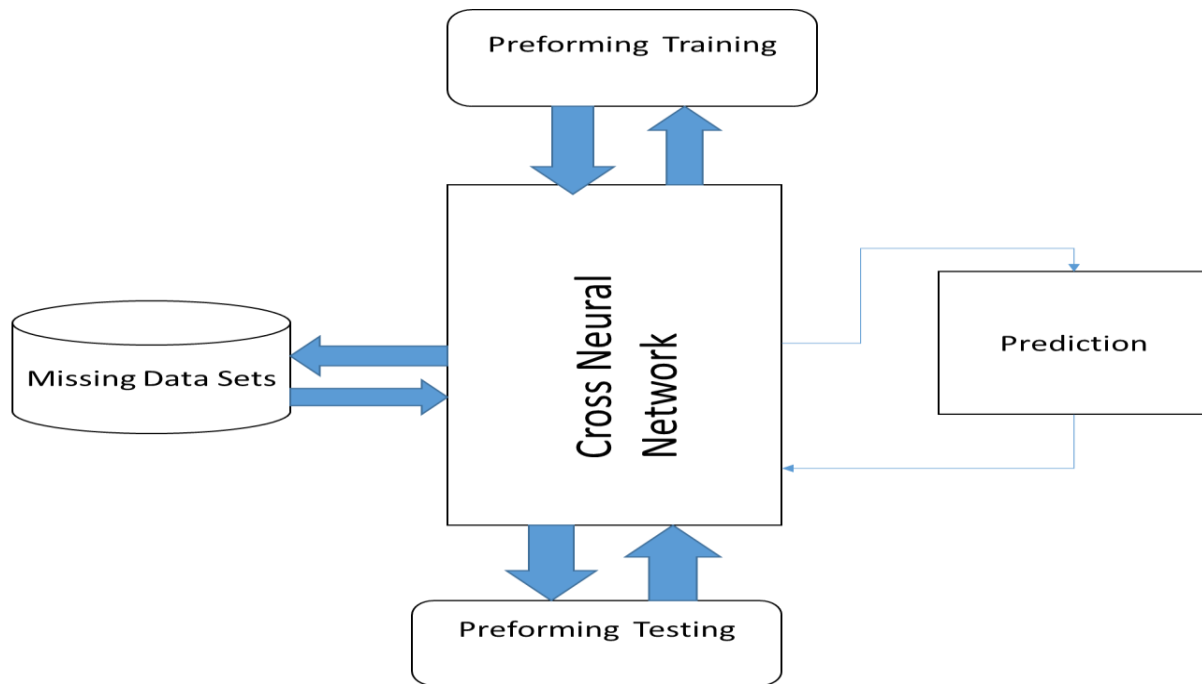 Preforming Training
Cross Neural
Network
Missing Data Sets
Prediction
Preforming Testing